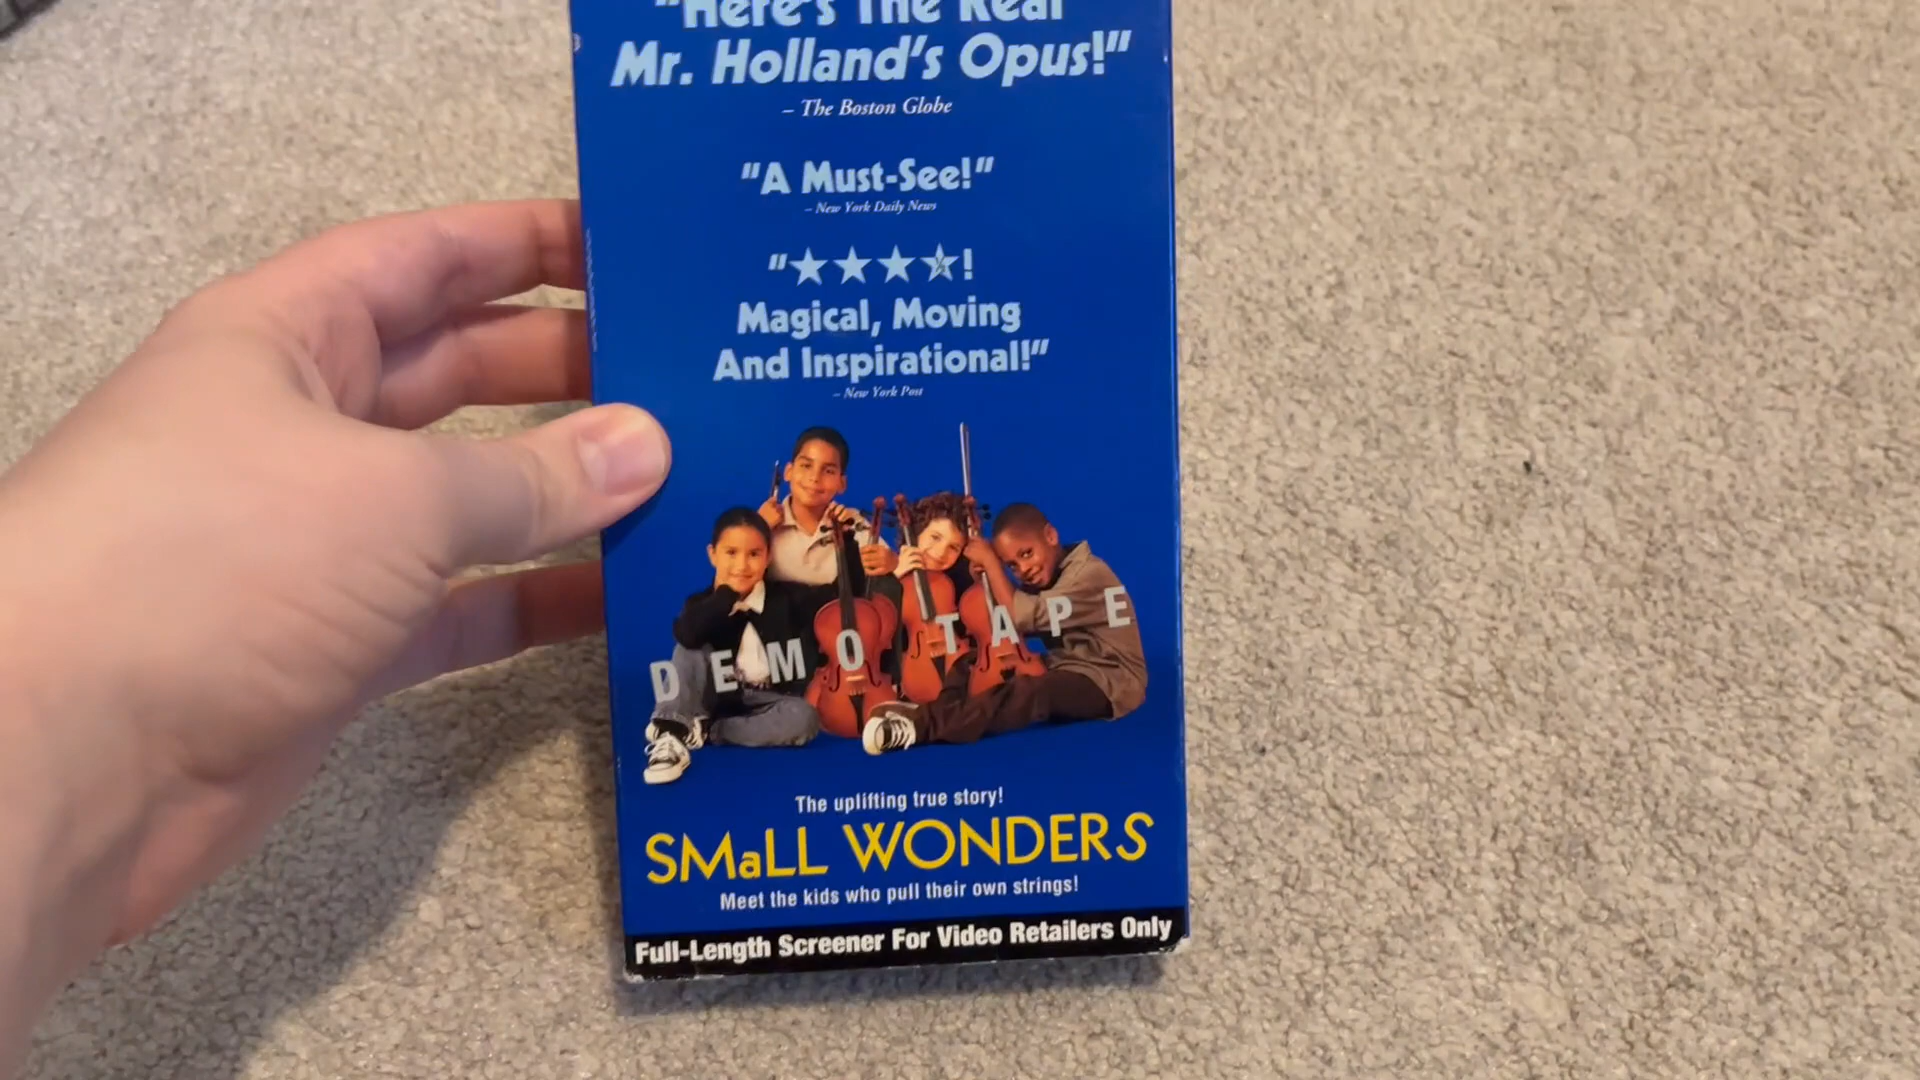 "Here's The Real
Mr. Holland's Opus!"
– The Boston Globe
"A Must-See!"
– New York Daily News
"★★★⯪!
Magical, Moving
And Inspirational!"
– New York Post
DEMO TAPE
The uplifting true story!
SMaLL WONDERS
Meet the kids who pull their own strings!
Full-Length Screener For Video Retailers Only